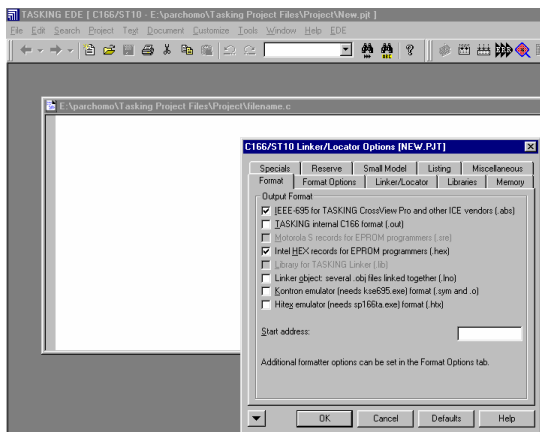 TASKING EDE [ C166/ST10 - E:\parchomo\Tasking Project Files\Project\New.pjt ]
File Edit Search Project Text Document Customize Tools Window Help EDE
E:\parchomo\Tasking Project Files\Project\filename.c
C166/ST10 Linker/Locator Options [NEW.PJT]
Specials Reserve Small Model Listing Miscellaneous
Format Format Options Linker/Locator Libraries Memory
Output Format
IEEE-695 for TASKING CrossView Pro and other ICE vendors (.abs)
TASKING internal C166 format (.out)
Motorola S records for EPROM programmers (.sre)
Intel HEX records for EPROM programmers (.hex)
Library for TASKING Linker (.lib)
Linker object: several .obj files linked together (.lno)
Kontron emulator (needs kse695.exe) format (.sym and .o)
Hitex emulator (needs sp166ta.exe) format (.htx)
Start address:
Additional formatter options can be set in the Format Options tab.
OK Cancel Defaults Help